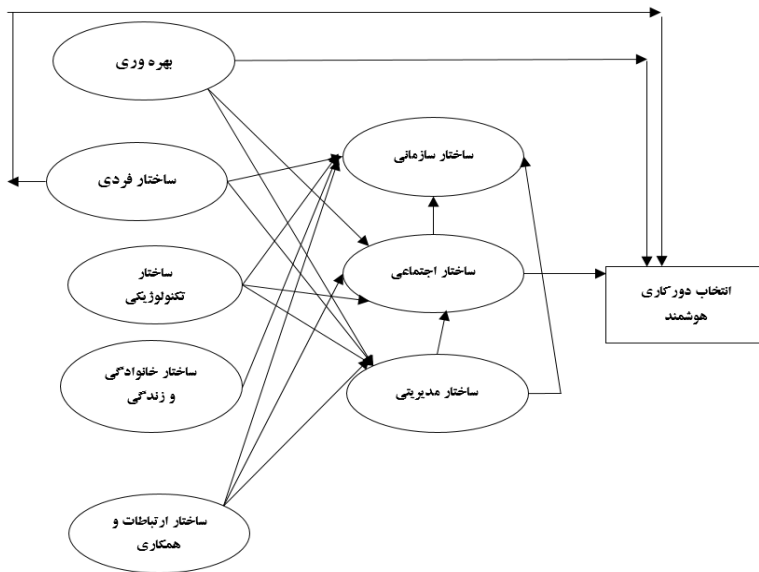 بهره وری
ساختار سازمانی
ساختار فردی
ساختار اجتماعی
ساختار
تکنولوژیکی
انتخاب دورکاری
هوشمند
ساختار خانوادگی
و زندگی
ساختار مدیریتی
ساختار ارتباطات و
همکاری